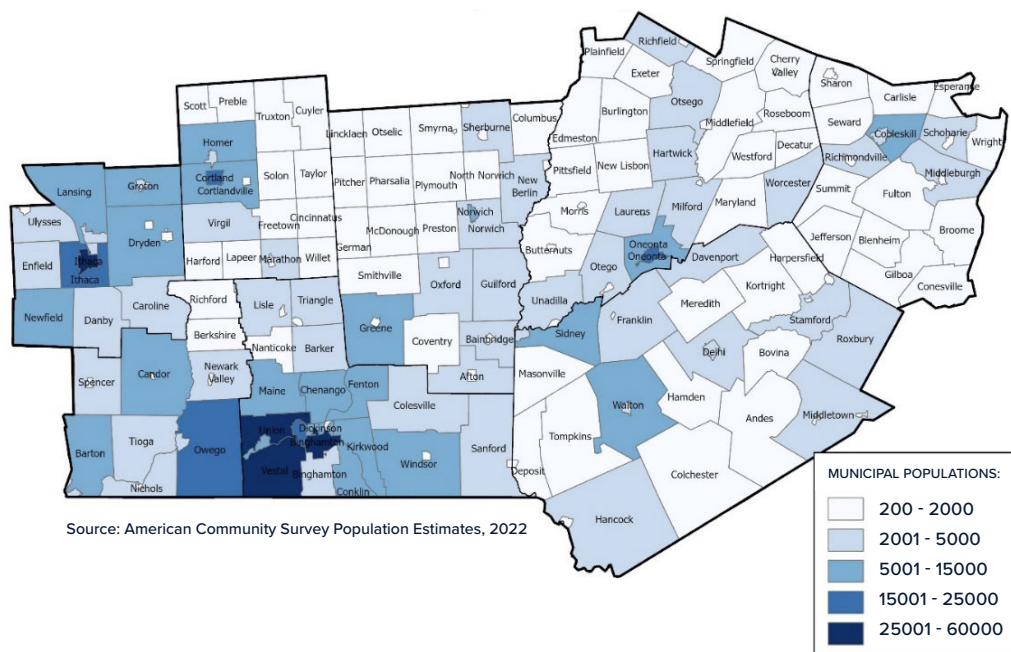 Richfield
Plainfield
Springfield
Cherry
Valley
Exeter
Sharon
Carlisle
Esperance
Otsego
Scott
Preble
Cuyler
Truxton
Burlington
Roseboom
Seward
Cobleskill
Schoharie
Wright
Lincklaen
Otselic
Smyrna
Sherburne
Columbus
Edmeston
Middlefield
Decatur
Westford
Richmondville
Homer
Hartwick
Pittsfield
New Lisbon
Middleburgh
Solon
Taylor
Pitcher
Pharsalia
Plymouth
North Norwich
New
Berlin
Worcester
Summit
Fulton
Lansing
Groton
Cortland
Cortlandville
Morris
Laurens
Milford
Maryland
Ulysses
Virgil
Freetown
Cincinnatus
Norwich
Norwich
McDonough
Preston
Jefferson
Blenheim
Broome
Dryden
German
Butternuts
Oneonta
Oneonta
Davenport
Harpersfield
Gilboa
Conesville
Enfield
Ithaca
Ithaca
Harford
Lapeer
Marathon
Willet
Smithville
Oxford
Guilford
Otego
Unadilla
Kortright
Meredith
Caroline
Richford
Lisle
Triangle
Newfield
Danby
Greene
Franklin
Stamford
Roxbury
Berkshire
Nanticoke
Barker
Coventry
Bainbridge
Sidney
Delhi
Bovina
Spencer
Candor
Newark
Valley
Afton
Masonville
Maine
Chenango
Fenton
Hamden
Colesville
Andes
Middletown
Walton
Union
Dickinson
Binghamton
Kirkwood
Barton
Tioga
Owego
Windsor
Sanford
Tompkins
Vestal
Binghamton
Deposit
Colchester
Nichols
Conklin
Hancock
Source: American Community Survey Population Estimates, 2022
MUNICIPAL POPULATIONS:
200 - 2000
2001 - 5000
5001 - 15000
15001 - 25000
25001 - 60000